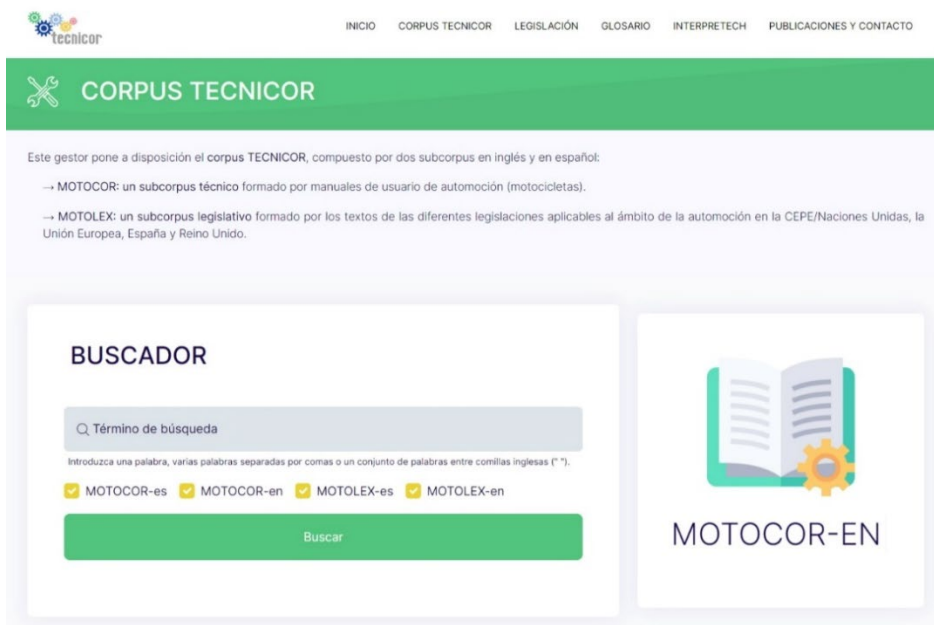 tecnicor
INICIO CORPUS TECNICOR LEGISLACIÓN GLOSARIO INTERPRETECH PUBLICACIONES Y CONTACTO
CORPUS TECNICOR
Este gestor pone a disposición el corpus TECNICOR, compuesto por dos subcorpus en inglés y en español:
→ MOTOCOR: un subcorpus técnico formado por manuales de usuario de automoción (motocicletas).
→ MOTOLEX: un subcorpus legislativo formado por los textos de las diferentes legislaciones aplicables al ámbito de la automoción en la CEPE/Naciones Unidas, la
Unión Europea, España y Reino Unido.
BUSCADOR
Término de búsqueda
Introduzca una palabra, varias palabras separadas por comas o un conjunto de palabras entre comillas inglesas (" ").
MOTOCOR-es MOTOCOR-en MOTOLEX-es MOTOLEX-en
Buscar
MOTOCOR-EN